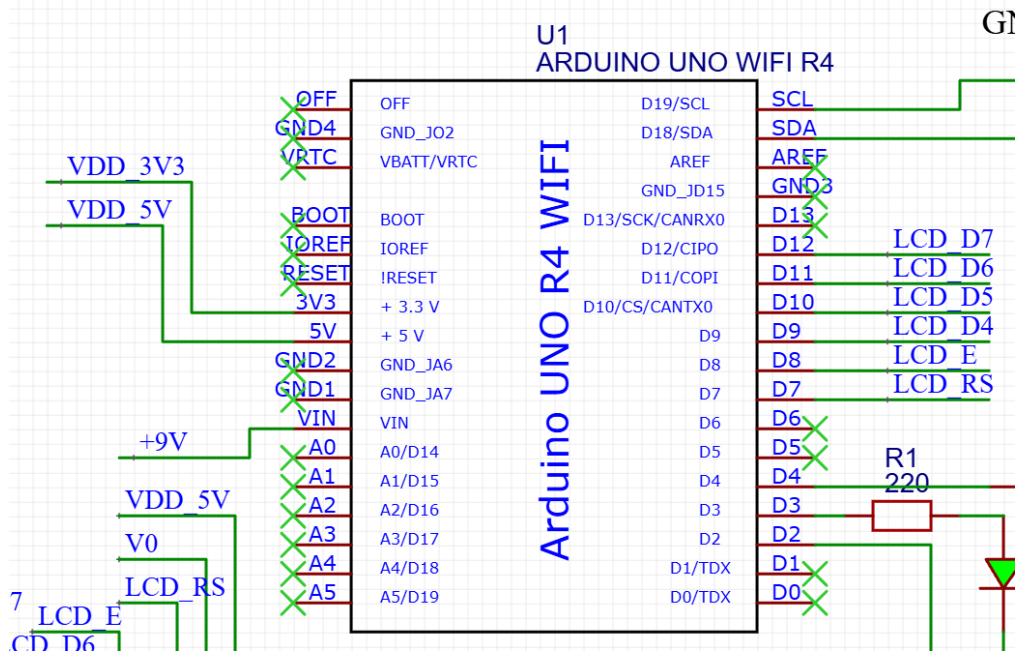 GN
U1
ARDUINO UNO WIFI R4
Arduino UNO R4 WIFI
OFF OFF D19/SCL SCL
GND4 GND_JO2 D18/SDA SDA
VRTC VBATT/VRTC AREF AREF
VDD_3V3
GND_JD15 GND3
VDD_5V
BOOT BOOT D13/SCK/CANRX0 D13
IOREF IOREF D12/CIPO D12 LCD_D7
RESET !RESET D11/COPI D11 LCD_D6
3V3 + 3.3 V D10/CS/CANTX0 D10 LCD_D5
5V + 5 V D9 D9 LCD_D4
GND2 GND_JA6 D8 D8 LCD_E
GND1 GND_JA7 D7 D7 LCD_RS
VIN VIN D6 D6
+9V
A0 A0/D14 D5 D5
R1
220
A1 A1/D15 D4 D4
VDD_5V
A2 A2/D16 D3 D3
V0
A3 A3/D17 D2 D2
A4 A4/D18 D1/TDX D1
LCD_RS
A5 A5/D19 D0/TDX D0
7
LCD_E
LCD_D6